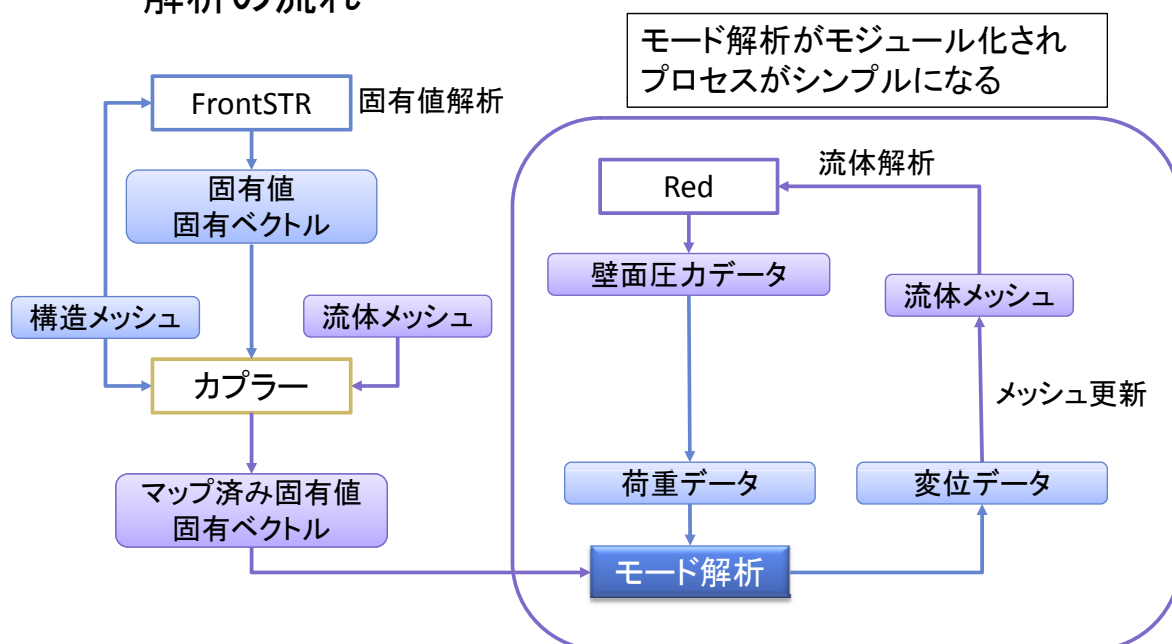 解析の流れ
モード解析がモジュール化され
プロセスがシンプルになる
FrontSTR
固有値解析
固有値
固有ベクトル
構造メッシュ
流体メッシュ
カプラー
マップ済み固有値
固有ベクトル
Red
流体解析
壁面圧力データ
流体メッシュ
メッシュ更新
荷重データ
変位データ
モード解析